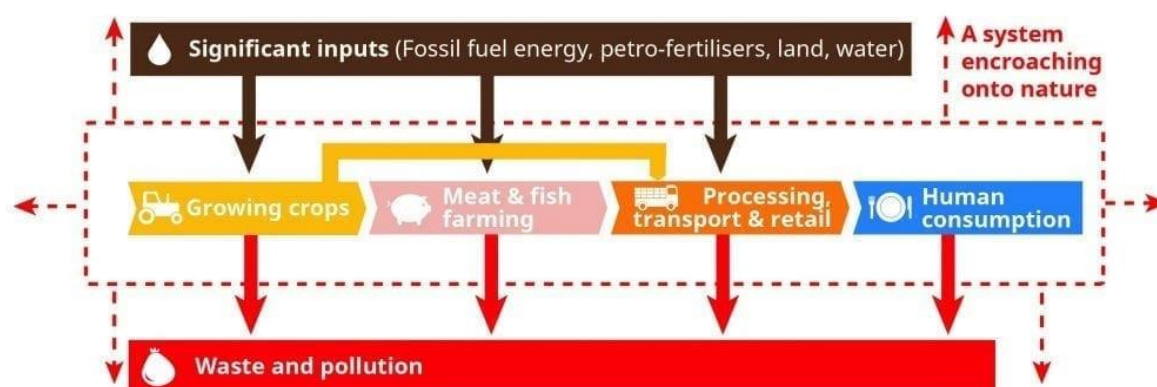 Significant inputs (Fossil fuel energy, petro-fertilisers, land, water)
A system
encroaching
onto nature
Growing crops
Meat & fish
farming
Processing,
transport & retail
Human
consumption
Waste and pollution